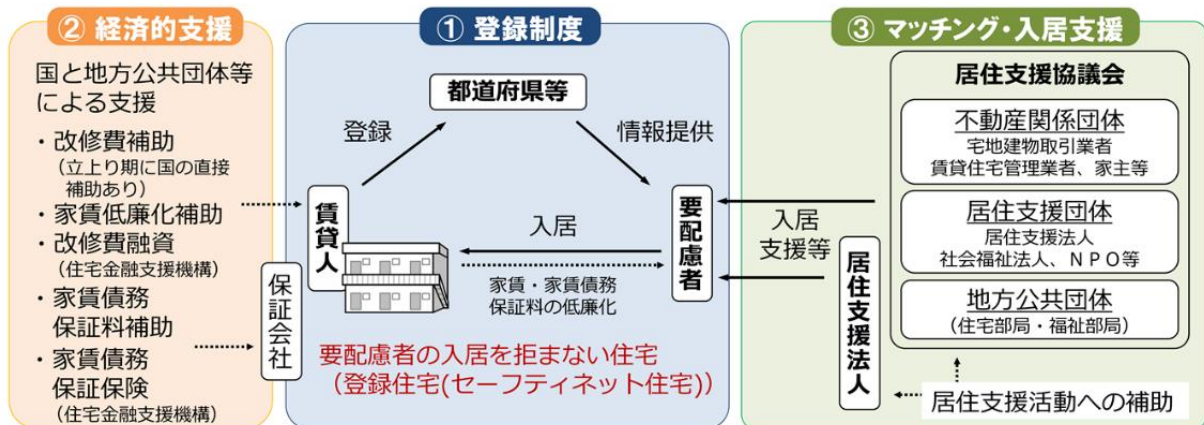 ② 経済的支援
国と地方公共団体等
による支援
・改修費補助
（立上り期に国の直接
補助あり）
・家賃低廉化補助
・改修費融資
（住宅金融支援機構）
・家賃債務
保証料補助
・家賃債務
保証保険
（住宅金融支援機構）
① 登録制度
都道府県等
登録
情報提供
賃貸人
保証会社
入居
家賃・家賃債務
保証料の低廉化
要配慮者
要配慮者の入居を拒まない住宅
（登録住宅(セーフティネット住宅)）
③ マッチング・入居支援
居住支援協議会
不動産関係団体
宅地建物取引業者
賃貸住宅管理業者、家主等
居住支援団体
居住支援法人
社会福祉法人、ＮＰＯ等
地方公共団体
（住宅部局・福祉部局）
入居
支援等
居住支援法人
居住支援活動への補助